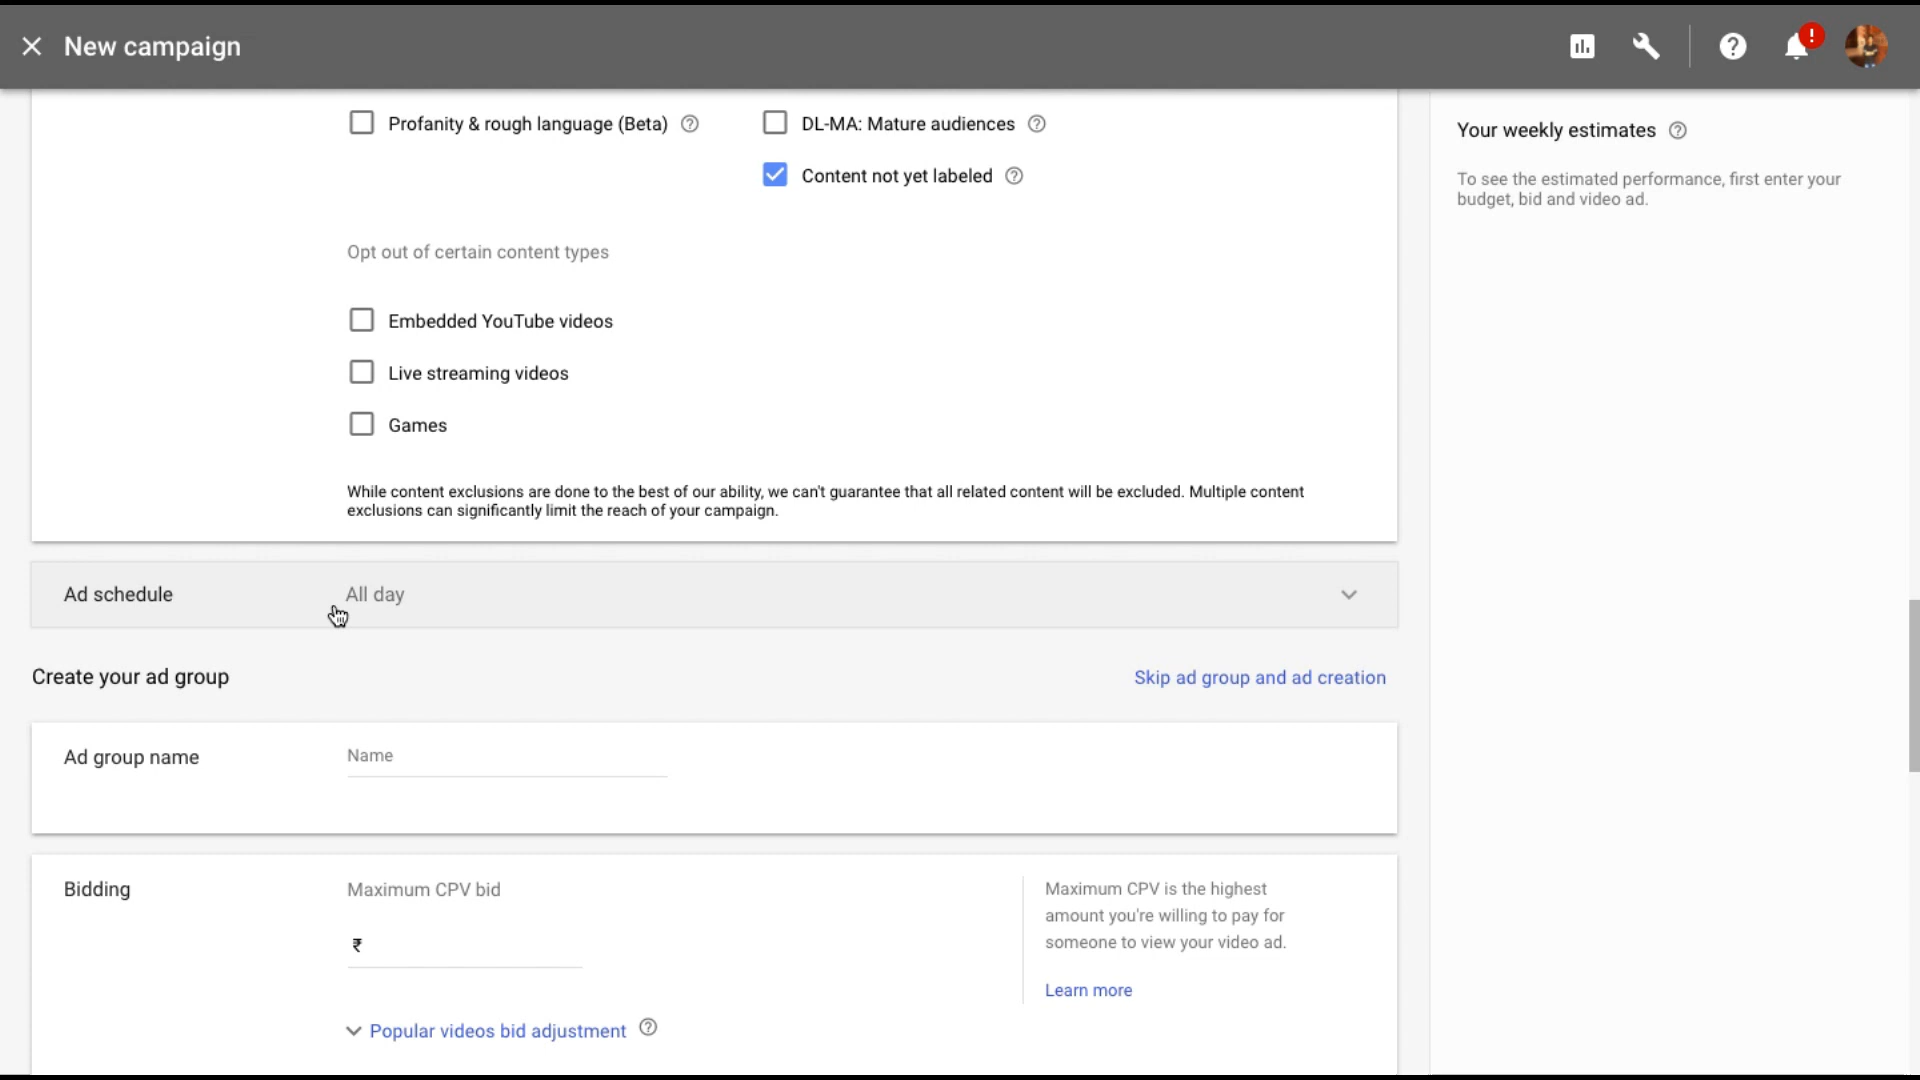 New campaign
!
Profanity & rough language (Beta)
DL-MA: Mature audiences
Content not yet labeled
Your weekly estimates
To see the estimated performance, first enter your
budget, bid and video ad.
Opt out of certain content types
Embedded YouTube videos
Live streaming videos
Games
While content exclusions are done to the best of our ability, we can't guarantee that all related content will be excluded. Multiple content
exclusions can significantly limit the reach of your campaign.
Ad schedule
All day
Create your ad group
Skip ad group and ad creation
Ad group name
Name
Bidding
Maximum CPV bid
₹
Maximum CPV is the highest
amount you're willing to pay for
someone to view your video ad.
Learn more
Popular videos bid adjustment